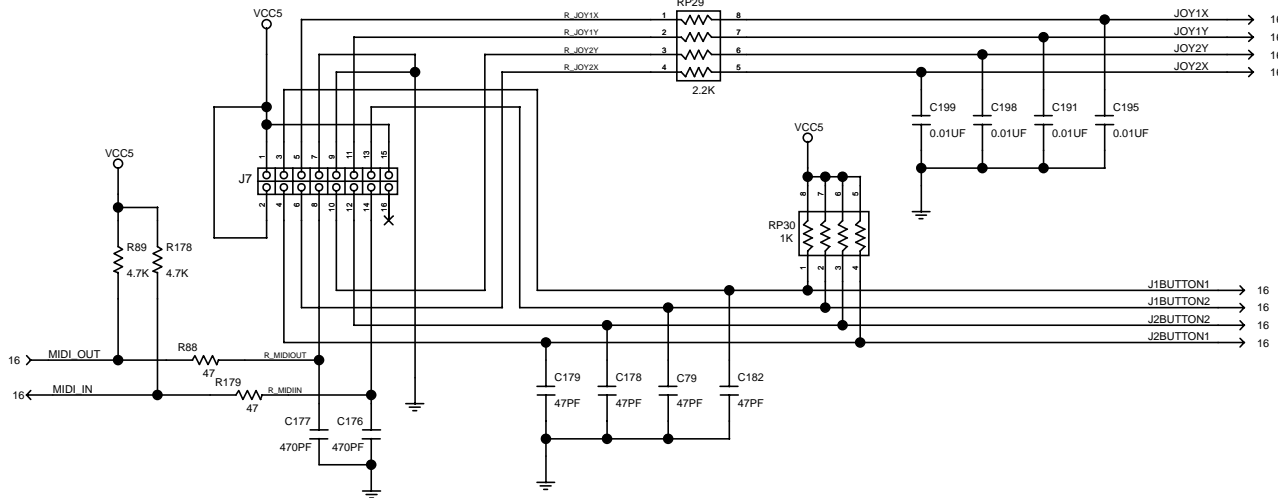 VCC5
RP29
R_JOY1X 1 8 JOY1X 16
R_JOY1Y 2 7 JOY1Y 16
R_JOY2Y 3 6 JOY2Y 16
R_JOY2X 4 5 JOY2X 16
2.2K
C199 C198 C191 C195
0.01UF 0.01UF 0.01UF 0.01UF
VCC5
VCC5
1 3 5 7 9 11 13 15
J7
2 4 6 8 10 12 14 16
8 7 6 5
RP30
1K
1 2 3 4
R89 R178
4.7K 4.7K
J1BUTTON1 16
J1BUTTON2 16
J2BUTTON2 16
J2BUTTON1 16
16 MIDI_OUT R88 R_MIDIOUT
47
16 MIDI_IN R179 R_MIDIIN
47
C179 C178 C79 C182
47PF 47PF 47PF 47PF
C177 C176
470PF 470PF